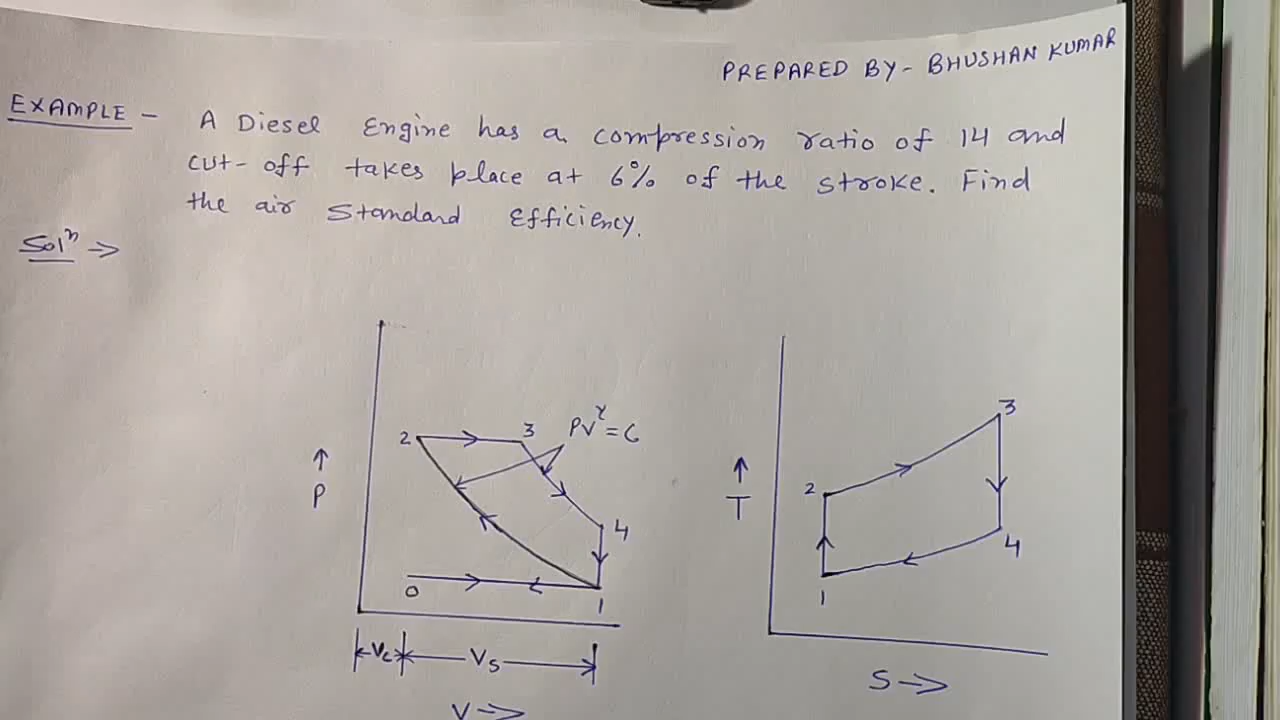 PREPARED BY- BHUSHAN KUMAR
EXAMPLE - A Diesel Engine has a compression ratio of 14 and
cut-off takes place at 6% of the stroke. Find
the air standard Efficiency.
Solⁿ →
2 3 PVᵞ=C
↑
P
4
0 1
Vc Vs
V →
3
2
↑
T
4
1
S →